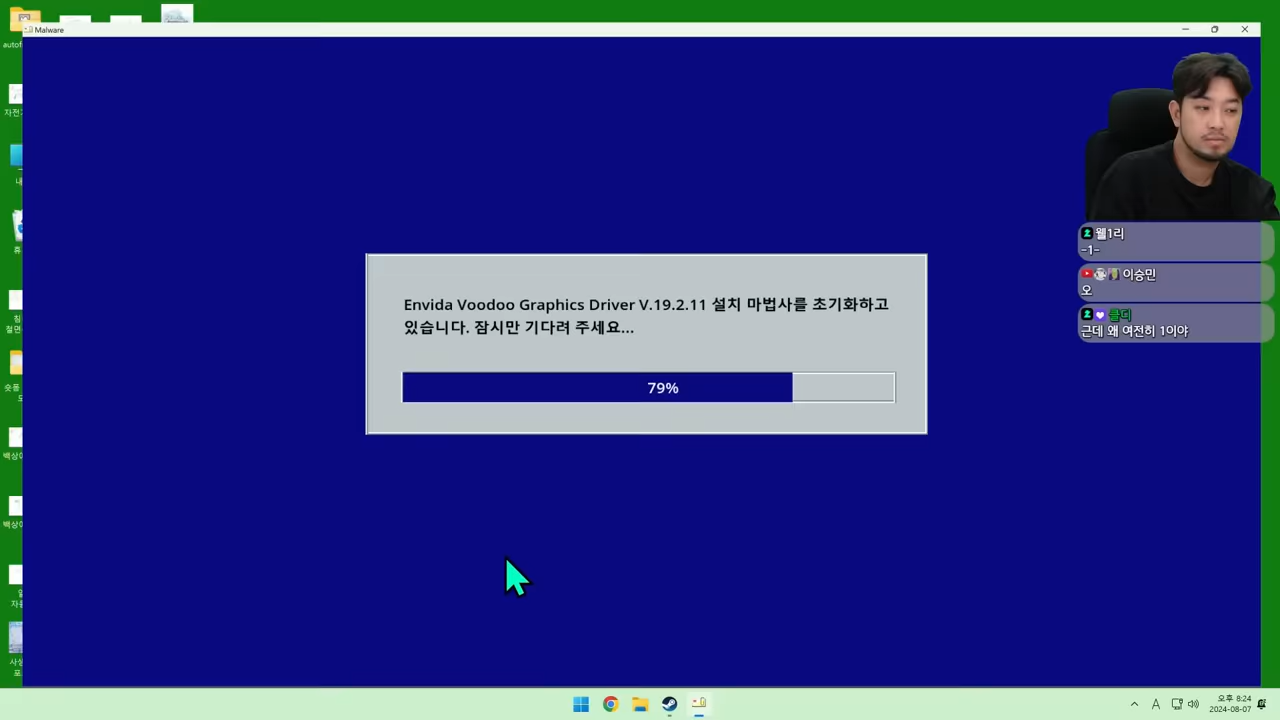 Malware
Envida Voodoo Graphics Driver V.19.2.11 설치 마법사를 초기화하고
있습니다. 잠시만 기다려 주세요...
79%
웰1리
-1-
이승민
오
클디
근데 왜 여전히 1이야
A
오후 8:24
2024-08-07